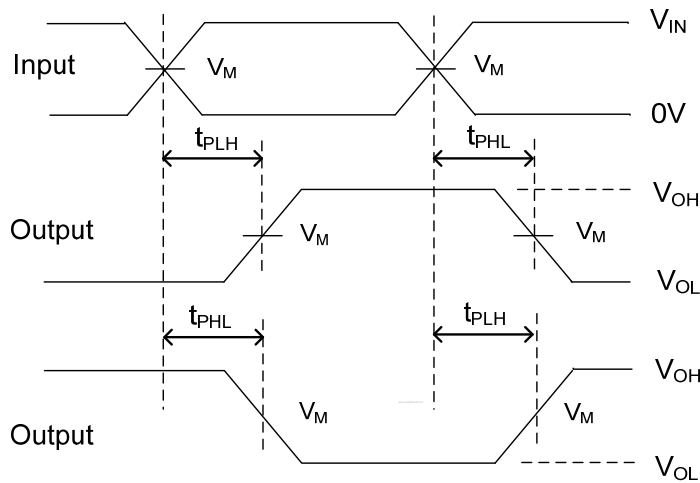 V_IN
Input
V_M
V_M
0V
t_PLH
t_PHL
V_OH
Output
V_M
V_M
V_OL
t_PHL
t_PLH
V_OH
V_M
V_M
Output
V_OL